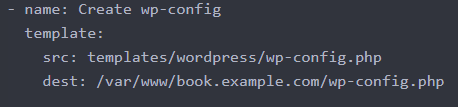 - name: Create wp-config
  template:
    src: templates/wordpress/wp-config.php
    dest: /var/www/book.example.com/wp-config.php